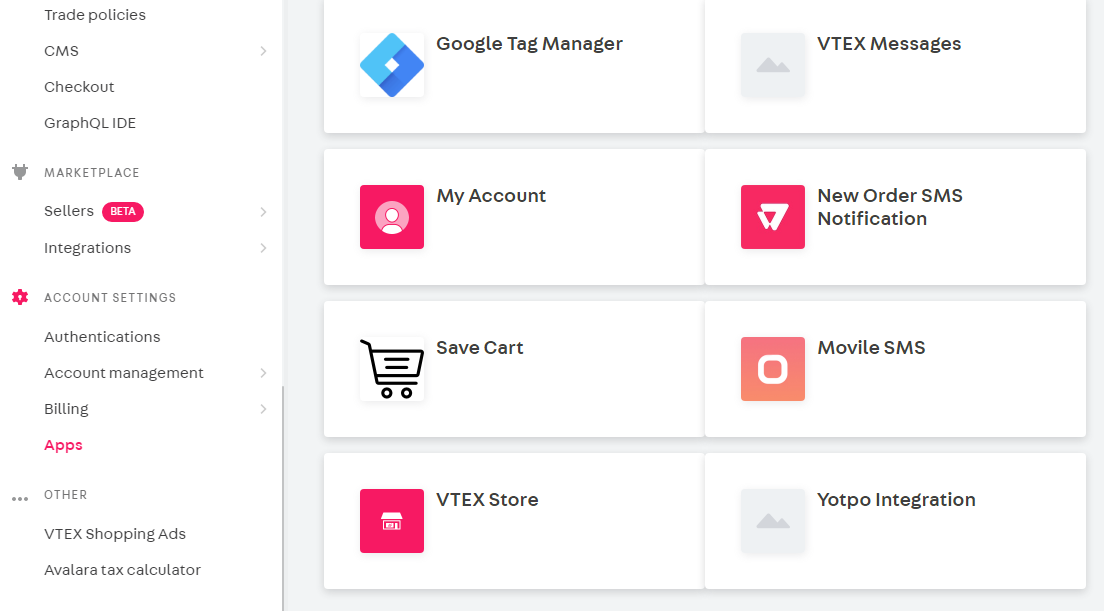 Trade policies
CMS
Checkout
GraphQL IDE
MARKETPLACE
Sellers BETA
Integrations
ACCOUNT SETTINGS
Authentications
Account management
Billing
Apps
OTHER
VTEX Shopping Ads
Avalara tax calculator
Google Tag Manager
VTEX Messages
My Account
New Order SMS
Notification
Save Cart
Movile SMS
VTEX Store
Yotpo Integration